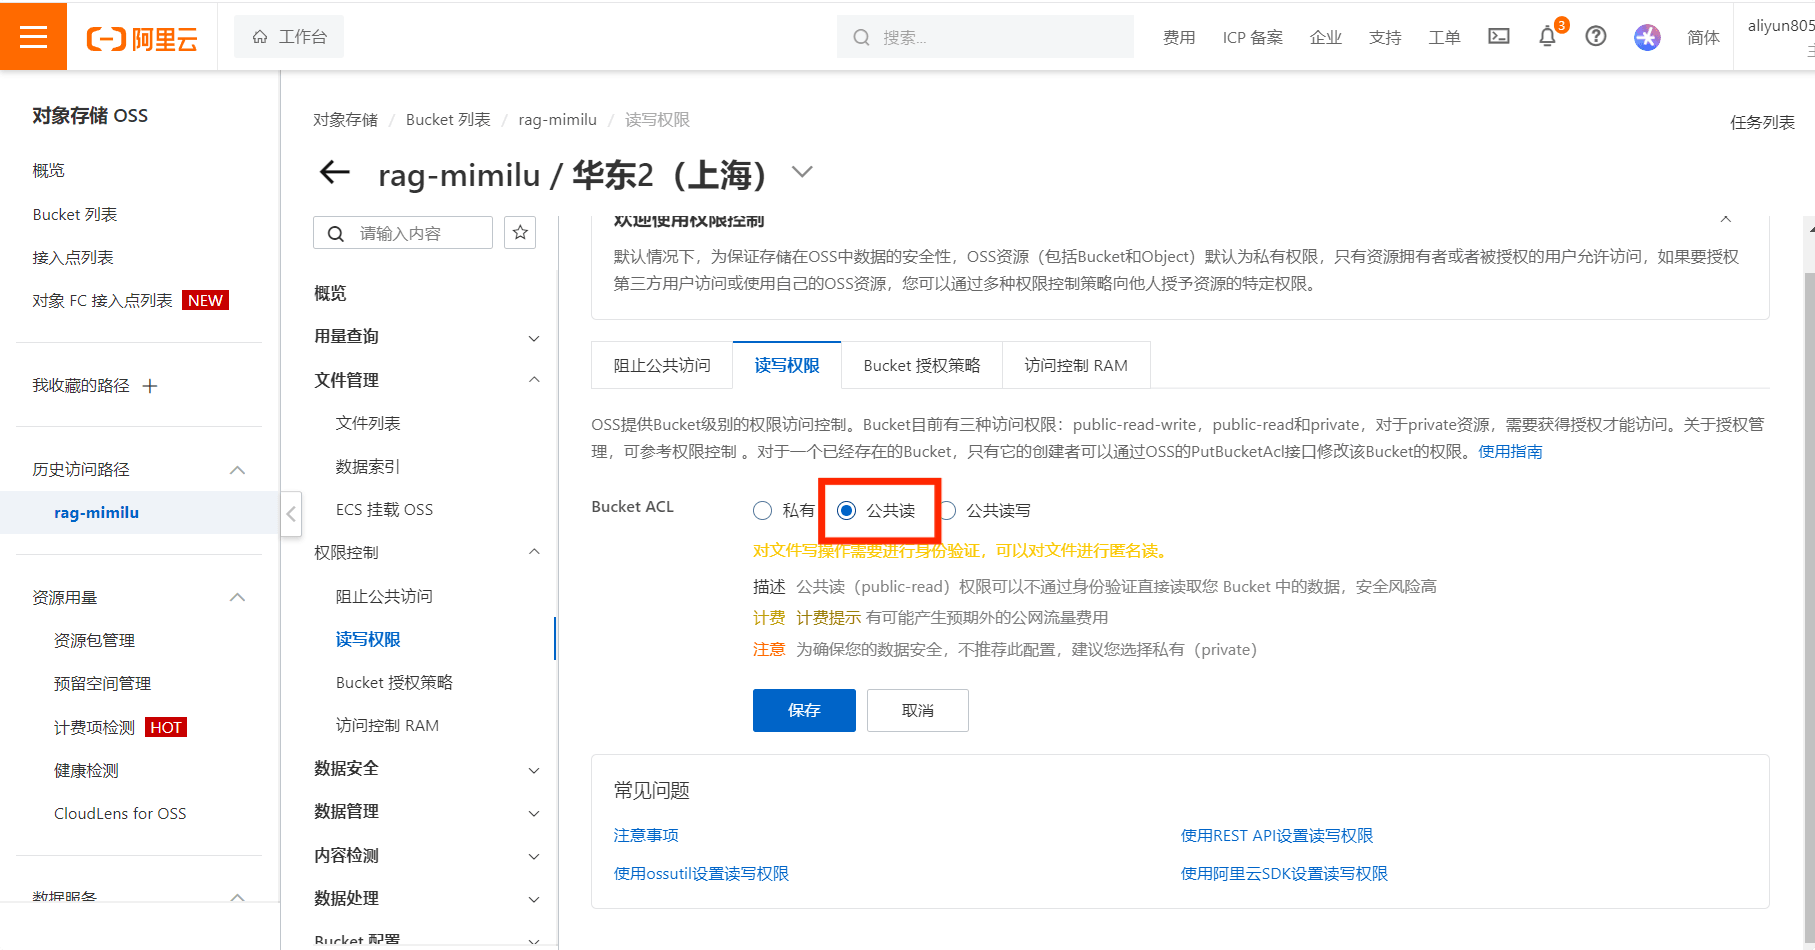 阿里云
工作台
搜索...
费用
ICP 备案
企业
支持
工单
3
简体
aliyun805
对象存储 OSS
概览
Bucket 列表
接入点列表
对象 FC 接入点列表 NEW
我收藏的路径
历史访问路径
rag-mimilu
资源用量
资源包管理
预留空间管理
计费项检测 HOT
健康检测
CloudLens for OSS
数据服务
对象存储 / Bucket 列表 / rag-mimilu / 读写权限
任务列表
rag-mimilu / 华东2（上海）
请输入内容
概览
用量查询
文件管理
文件列表
数据索引
ECS 挂载 OSS
权限控制
阻止公共访问
读写权限
Bucket 授权策略
访问控制 RAM
数据安全
数据管理
内容检测
数据处理
Bucket 配置
欢迎使用权限控制
默认情况下，为保证存储在OSS中数据的安全性，OSS资源（包括Bucket和Object）默认为私有权限，只有资源拥有者或者被授权的用户允许访问，如果要授权
第三方用户访问或使用自己的OSS资源，您可以通过多种权限控制策略向他人授予资源的特定权限。
阻止公共访问
读写权限
Bucket 授权策略
访问控制 RAM
OSS提供Bucket级别的权限访问控制。Bucket目前有三种访问权限：public-read-write，public-read和private，对于private资源，需要获得授权才能访问。关于授权管
理，可参考权限控制 。对于一个已经存在的Bucket，只有它的创建者可以通过OSS的PutBucketAcl接口修改该Bucket的权限。使用指南
Bucket ACL
私有
公共读
公共读写
对文件写操作需要进行身份验证，可以对文件进行匿名读。
描述 公共读（public-read）权限可以不通过身份验证直接读取您 Bucket 中的数据，安全风险高
计费 计费提示 有可能产生预期外的公网流量费用
注意 为确保您的数据安全，不推荐此配置，建议您选择私有（private）
保存
取消
常见问题
注意事项
使用REST API设置读写权限
使用ossutil设置读写权限
使用阿里云SDK设置读写权限